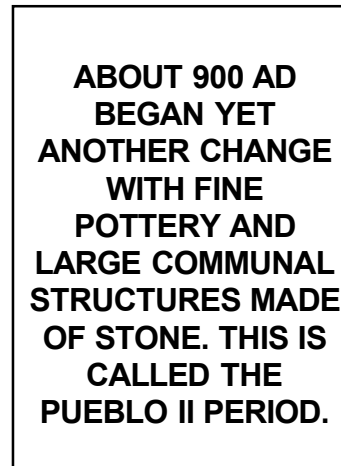 ABOUT 900 AD
BEGAN YET
ANOTHER CHANGE
WITH FINE
POTTERY AND
LARGE COMMUNAL
STRUCTURES MADE
OF STONE. THIS IS
CALLED THE
PUEBLO II PERIOD.